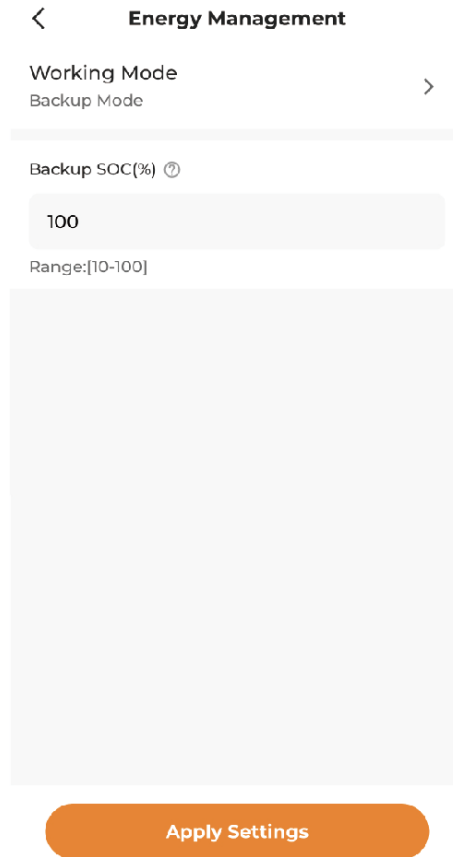 Energy Management
Working Mode
Backup Mode
Backup SOC(%)
100
Range:[10-100]
Apply Settings